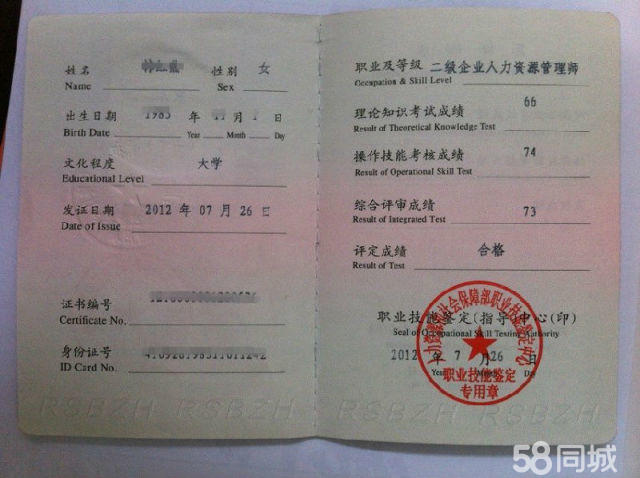 姓名 性别 女
Name Sex
出生日期 年 月 日
Birth Date Year Month Day
文化程度 大学
Educational Level
发证日期 2012 年 07 月 26 日
Date of Issue
证书编号
Certificate No.
身份证号
ID Card No.
RSBZH RSBZH
职业及等级 二级企业人力资源管理师
Occupation & Skill Level
理论知识考试成绩 66
Result of Theoretical Knowledge Test
操作技能考核成绩 74
Result of Operational Skill Test
综合评审成绩 73
Result of Integrated Test
评定成绩 合格
Result of Test
职业技能鉴定(指导)中心(印)
Seal of Occupational Skill Testing Authority
2012 年 7 月 26 日
Year Month Day
职业技能鉴定
专用章
RSBZH RSBZH
58同城